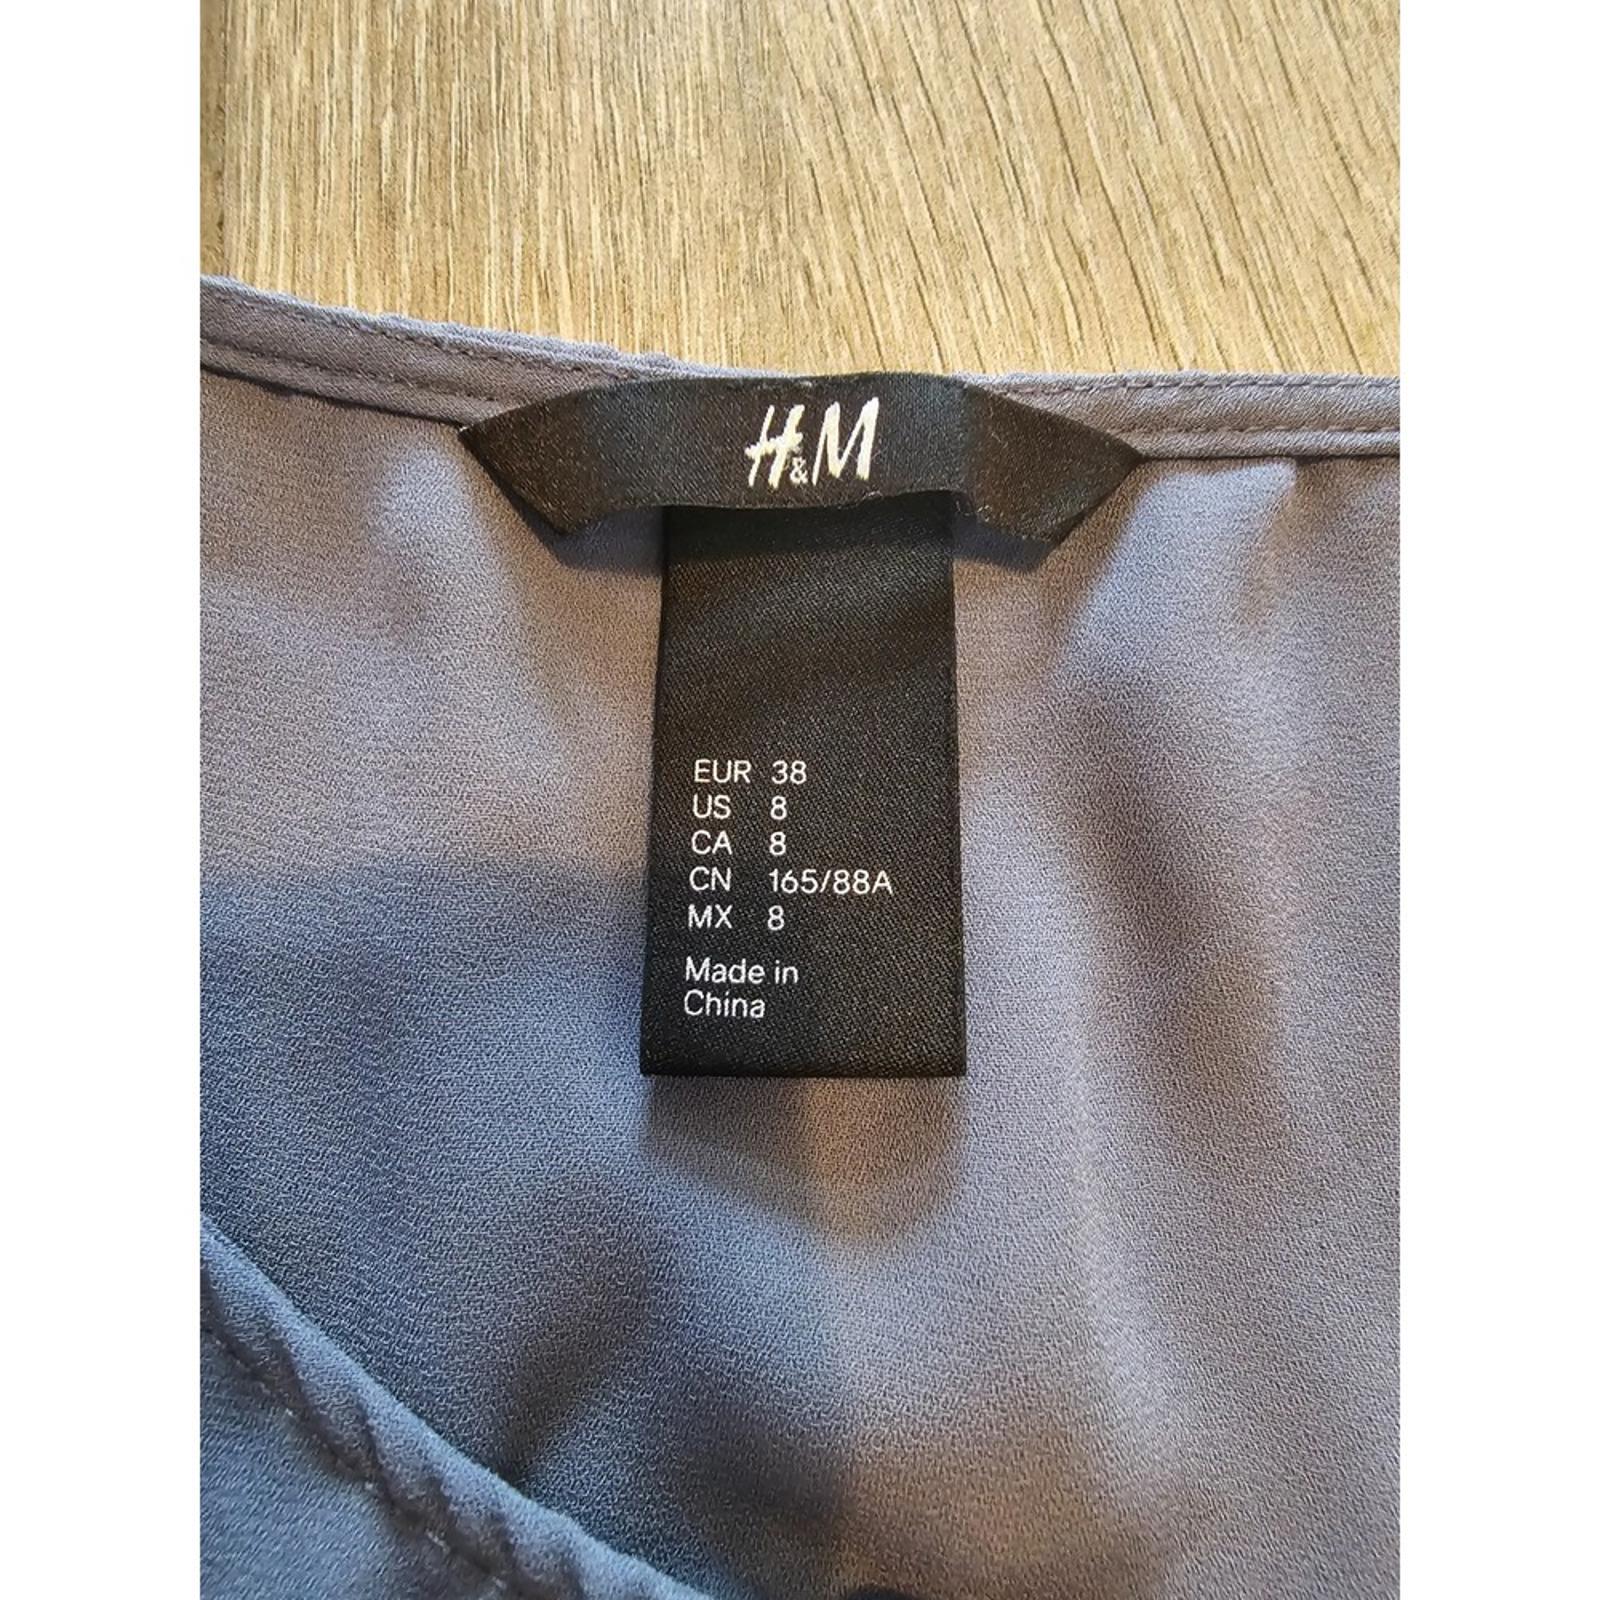 H&M
EUR 38
US 8
CA 8
CN 165/88A
MX 8
Made in
China